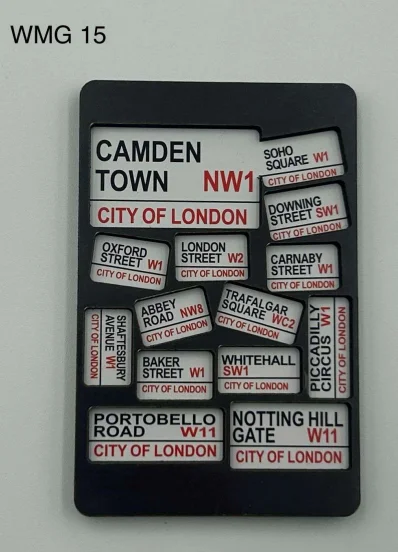 WMG 15
CAMDEN
TOWN NW1
CITY OF LONDON
SOHO
SQUARE W1
CITY OF LONDON
DOWNING
STREET SW1
CITY OF LONDON
OXFORD
STREET W1
CITY OF LONDON
LONDON
STREET W2
CITY OF LONDON
CARNABY
STREET W1
CITY OF LONDON
SHAFTESBURY
AVENUE W1
CITY OF LONDON
ABBEY
ROAD NW8
CITY OF LONDON
TRAFALGAR
SQUARE WC2
CITY OF LONDON
PICCADILLY
CIRCUS W1
CITY OF LONDON
BAKER
STREET W1
CITY OF LONDON
WHITEHALL
SW1
CITY OF LONDON
PORTOBELLO
ROAD W11
CITY OF LONDON
NOTTING HILL
GATE W11
CITY OF LONDON